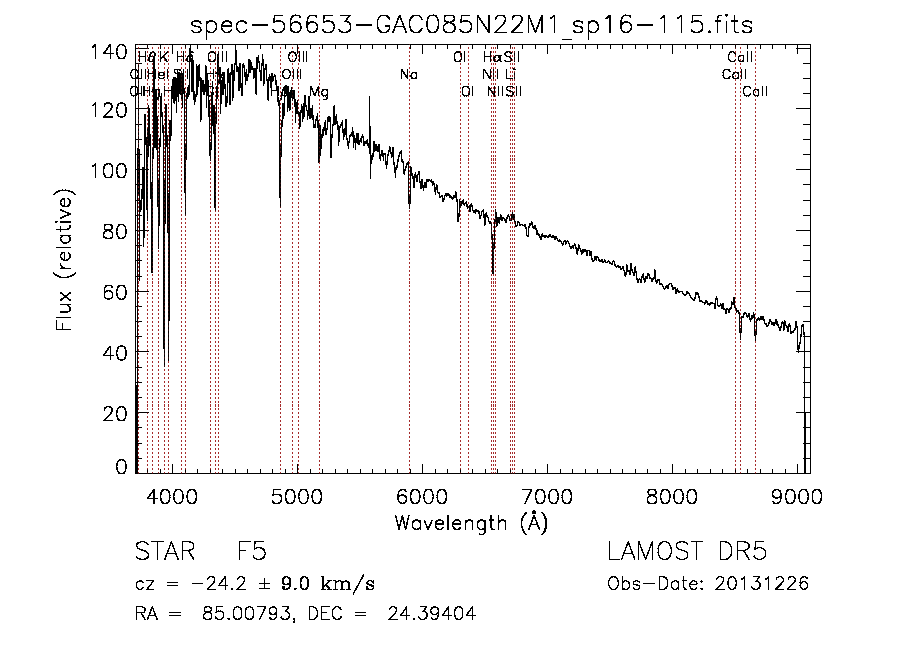 spec-56653-GAC085N22M1_sp16-115.fits
140
120
100
80
60
40
20
0
Flux (relative)
Na
Mg
OIII
OIII
OI
OI
Hα
NII
NII
SII
SII
Li
CaII
CaII
CaII
4000 5000 6000 7000 8000 9000
Wavelength (Å)
STAR F5 LAMOST DR5
cz = −24.2 ± 9.0 km/s Obs−Date: 20131226
RA = 85.00793, DEC = 24.39404